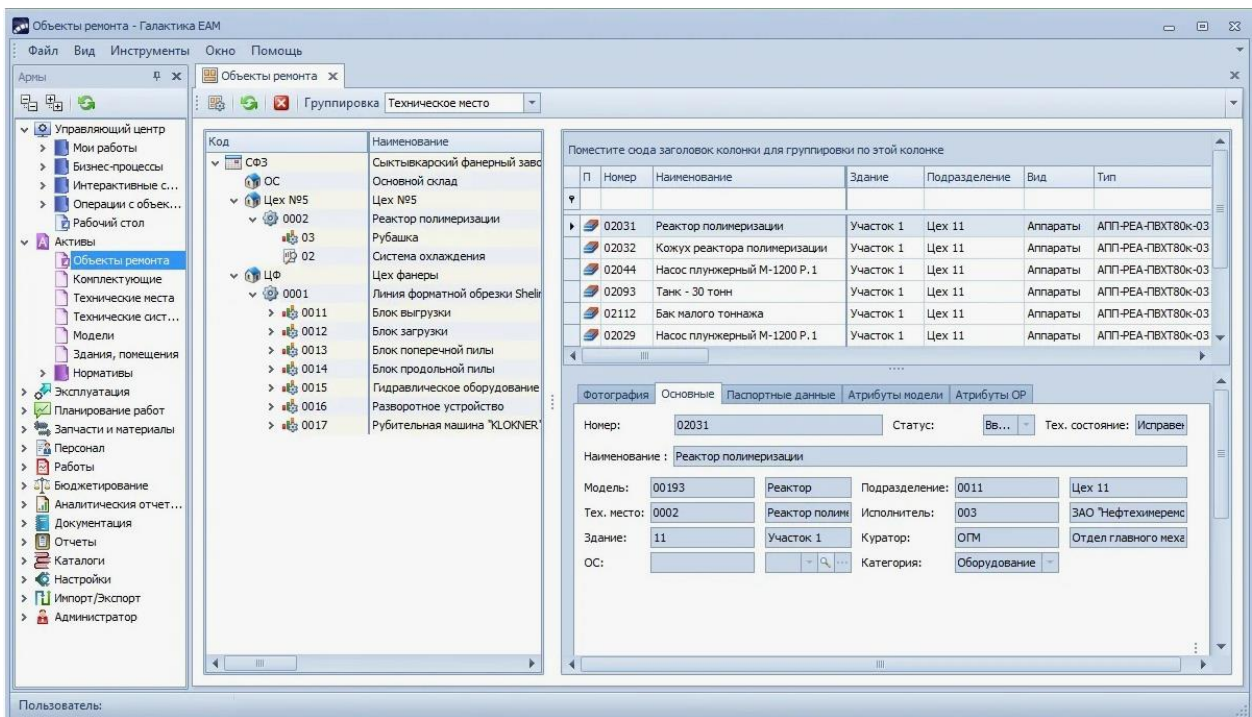 Объекты ремонта - Галактика EAM
Файл Вид Инструменты Окно Помощь
Армы
Управляющий центр
Мои работы
Бизнес-процессы
Интерактивные с...
Операции с объек...
Рабочий стол
Активы
Объекты ремонта
Комплектующие
Технические места
Технические сист...
Модели
Здания, помещения
Нормативы
Эксплуатация
Планирование работ
Запчасти и материалы
Персонал
Работы
Бюджетирование
Аналитическия отчет...
Документация
Отчеты
Каталоги
Настройки
Импорт/Экспорт
Администратор
Объекты ремонта
Группировка Техническое место
Код Наименование
СФЗ Сыктывкарский фанерный заво
ОС Основной склад
Цех №5 Цех №5
0002 Реактор полимеризации
03 Рубашка
02 Система охлаждения
ЦФ Цех фанеры
0001 Линия форматной обрезки Shelin
0011 Блок выгрузки
0012 Блок загрузки
0013 Блок поперечной пилы
0014 Блок продольной пилы
0015 Гидравлическое оборудование
0016 Разворотное устройство
0017 Рубительная машина "KLOKNER"
Поместите сюда заголовок колонки для группировки по этой колонке
П Номер Наименование Здание Подразделение Вид Тип
02031 Реактор полимеризации Участок 1 Цех 11 Аппараты АПП-РЕА-ПВХТ80к-03
02032 Кожух реактора полимеризации Участок 1 Цех 11 Аппараты АПП-РЕА-ПВХТ80к-03
02044 Насос плунжерный М-1200 Р.1 Участок 1 Цех 11 Аппараты АПП-РЕА-ПВХТ80к-03
02093 Танк - 30 тонн Участок 1 Цех 11 Аппараты АПП-РЕА-ПВХТ80к-03
02112 Бак малого тоннажа Участок 1 Цех 11 Аппараты АПП-РЕА-ПВХТ80к-03
02029 Насос плунжерный М-1200 Р.1 Участок 1 Цех 11 Аппараты АПП-РЕА-ПВХТ80к-03
Фотография Основные Паспортные данные Атрибуты модели Атрибуты ОР
Номер: 02031 Статус: Вв... Тех. состояние: Исправен
Наименование : Реактор полимеризации
Модель: 00193 Реактор Подразделение: 0011 Цех 11
Тех. место: 0002 Реактор полиме Исполнитель: 003 ЗАО "Нефтехимремс
Здание: 11 Участок 1 Куратор: ОГМ Отдел главного меха
ОС: Категория: Оборудование
Пользователь: